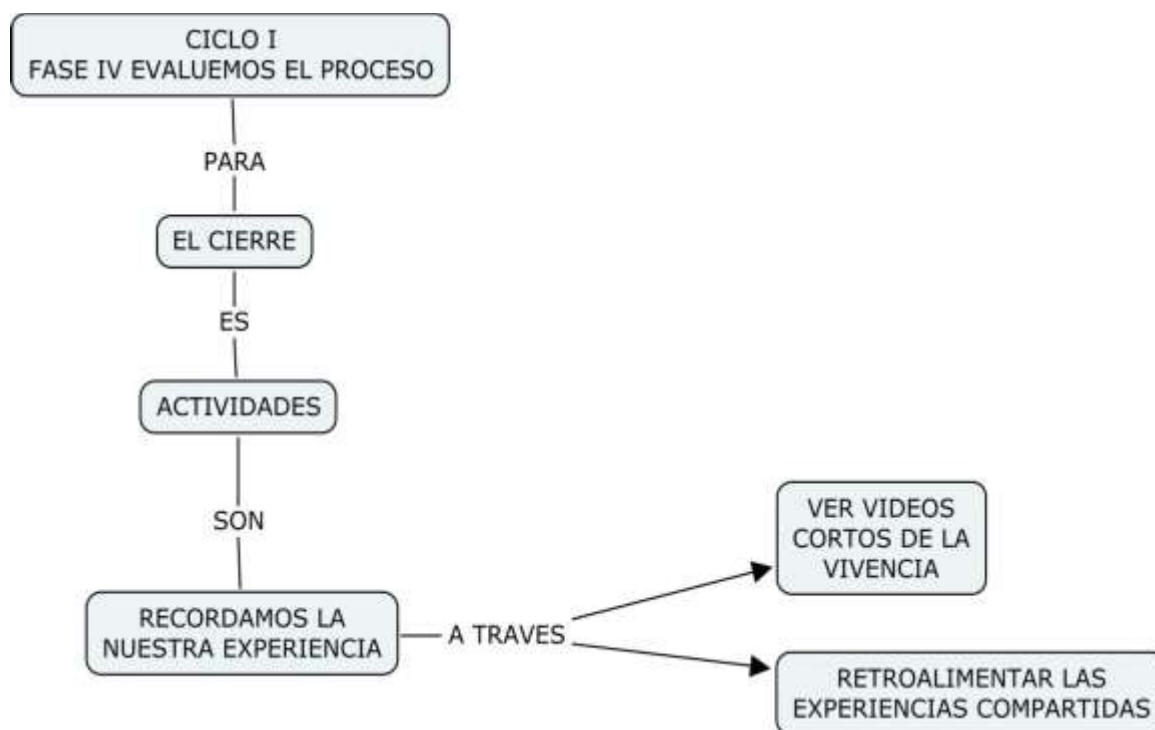 CICLO I
FASE IV EVALUEMOS EL PROCESO
PARA
EL CIERRE
ES
ACTIVIDADES
SON
RECORDAMOS LA
NUESTRA EXPERIENCIA
A TRAVES
VER VIDEOS
CORTOS DE LA
VIVENCIA
RETROALIMENTAR LAS
EXPERIENCIAS COMPARTIDAS